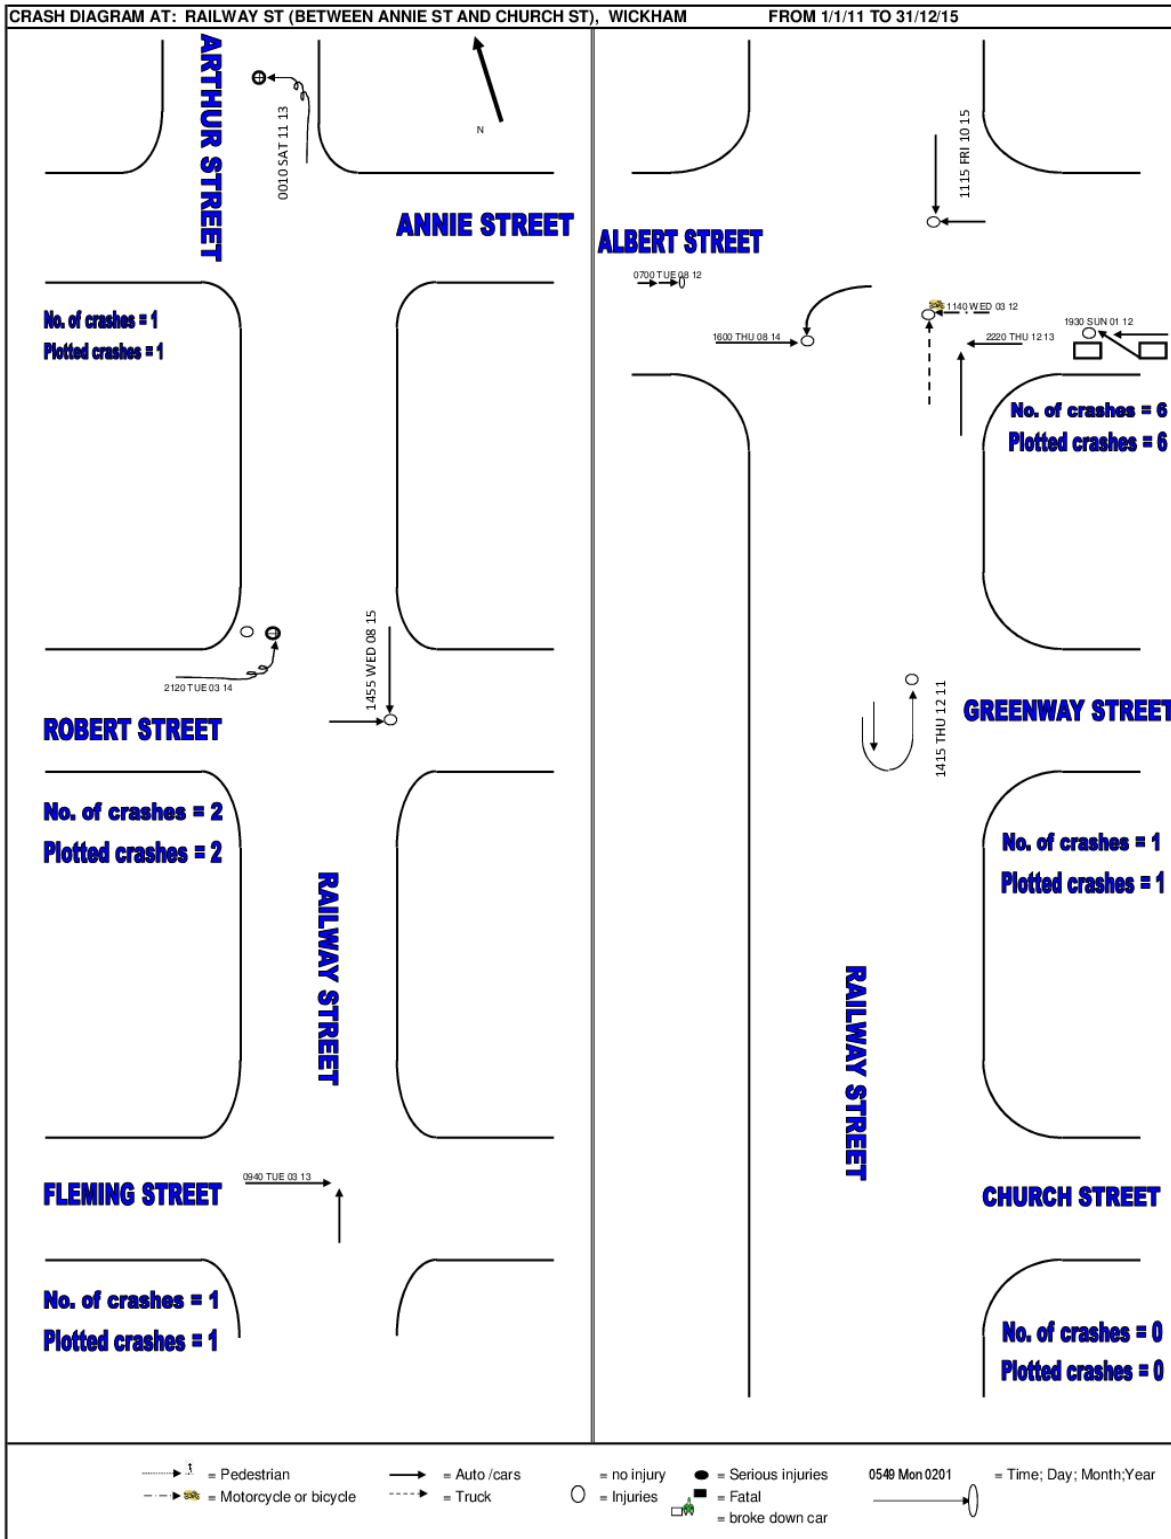 CRASH DIAGRAM AT: RAILWAY ST (BETWEEN ANNIE ST AND CHURCH ST), WICKHAM FROM 1/1/11 TO 31/12/15
ARTHUR STREET
0010 SAT 11 13
N
ANNIE STREET
No. of crashes = 1
Plotted crashes = 1
2120 TUE 03 14
1455 WED 08 15
ROBERT STREET
No. of crashes = 2
Plotted crashes = 2
RAILWAY STREET
0940 TUE 03 13
FLEMING STREET
No. of crashes = 1
Plotted crashes = 1
1115 FRI 10 15
ALBERT STREET
0700 TUE 08 12
1140 WED 03 12
1600 THU 08 14
2220 THU 12 13
1930 SUN 01 12
No. of crashes = 6
Plotted crashes = 6
1415 THU 12 11
GREENWAY STREET
No. of crashes = 1
Plotted crashes = 1
RAILWAY STREET
CHURCH STREET
No. of crashes = 0
Plotted crashes = 0
= Pedestrian = Auto /cars = no injury = Serious injuries 0549 Mon 0201 = Time; Day; Month;Year
= Motorcycle or bicycle = Truck = Injuries = Fatal
= broke down car